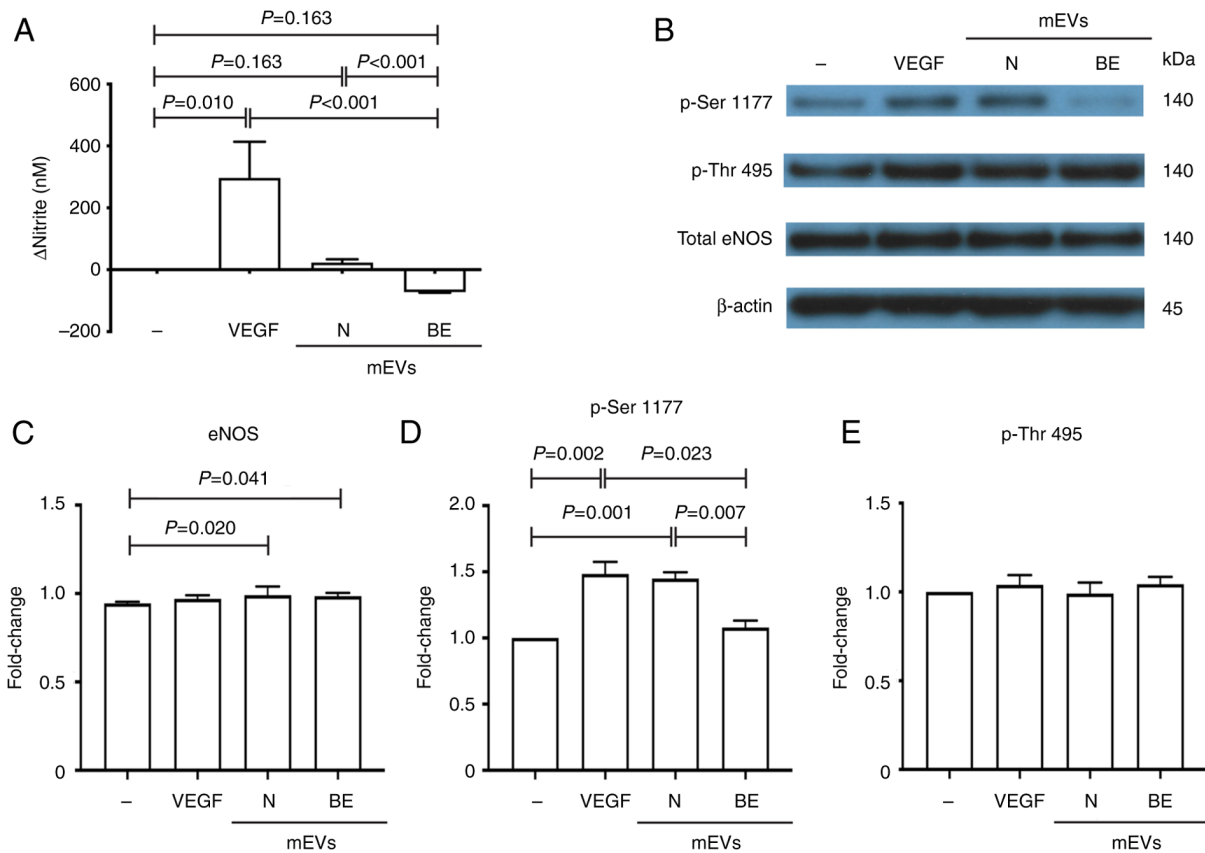 A
P=0.163
P=0.163
P<0.001
P=0.010
P<0.001
600
400
200
0
–200
ΔNitrite (nM)
–
VEGF
N
BE
mEVs
B
mEVs
–
VEGF
N
BE
kDa
p-Ser 1177
140
p-Thr 495
140
Total eNOS
140
β-actin
45
C
eNOS
P=0.041
P=0.020
1.5
1.0
0.5
0
Fold-change
–
VEGF
N
BE
mEVs
D
p-Ser 1177
P=0.002
P=0.023
P=0.001
P=0.007
2.0
1.5
1.0
0.5
0
Fold-change
–
VEGF
N
BE
mEVs
E
p-Thr 495
1.5
1.0
0.5
0
Fold-change
–
VEGF
N
BE
mEVs